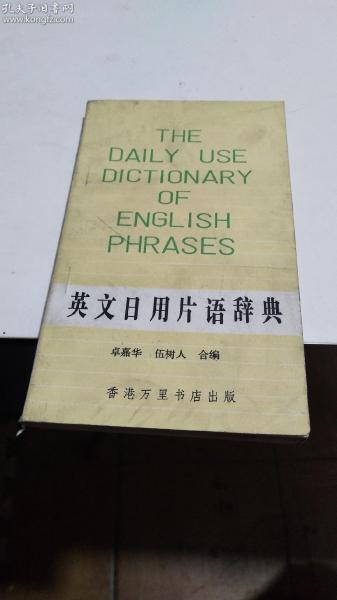 孔夫子旧书网
www.kongfz.com
THE
DAILY USE
DICTIONARY
OF
ENGLISH
PHRASES
英文日用片语辞典
卓嘉华 伍树人 合编
香港万里书店出版